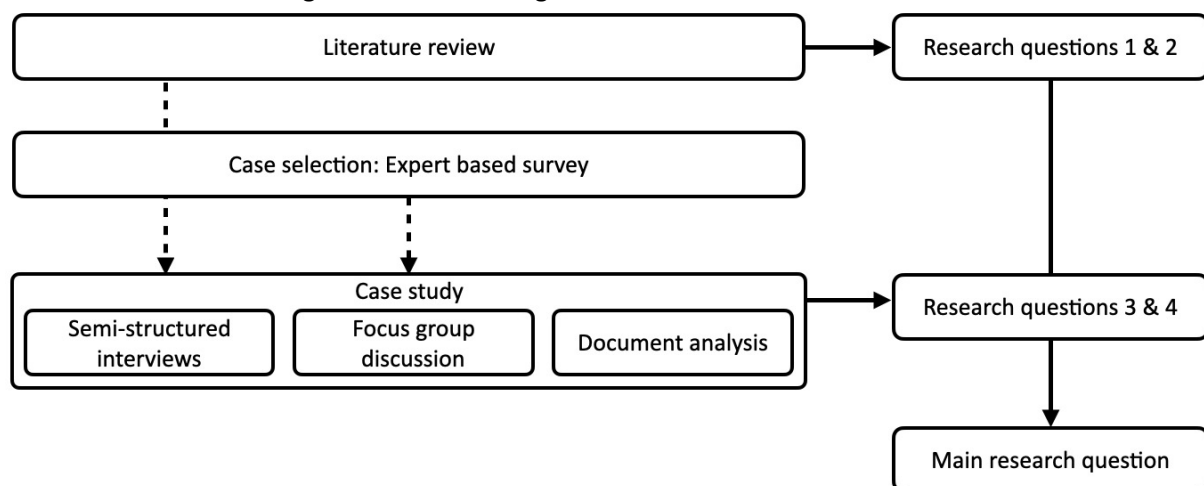 Literature review
Research questions 1 & 2
Case selection: Expert based survey
Case study
Semi-structured
interviews
Focus group
discussion
Document analysis
Research questions 3 & 4
Main research question